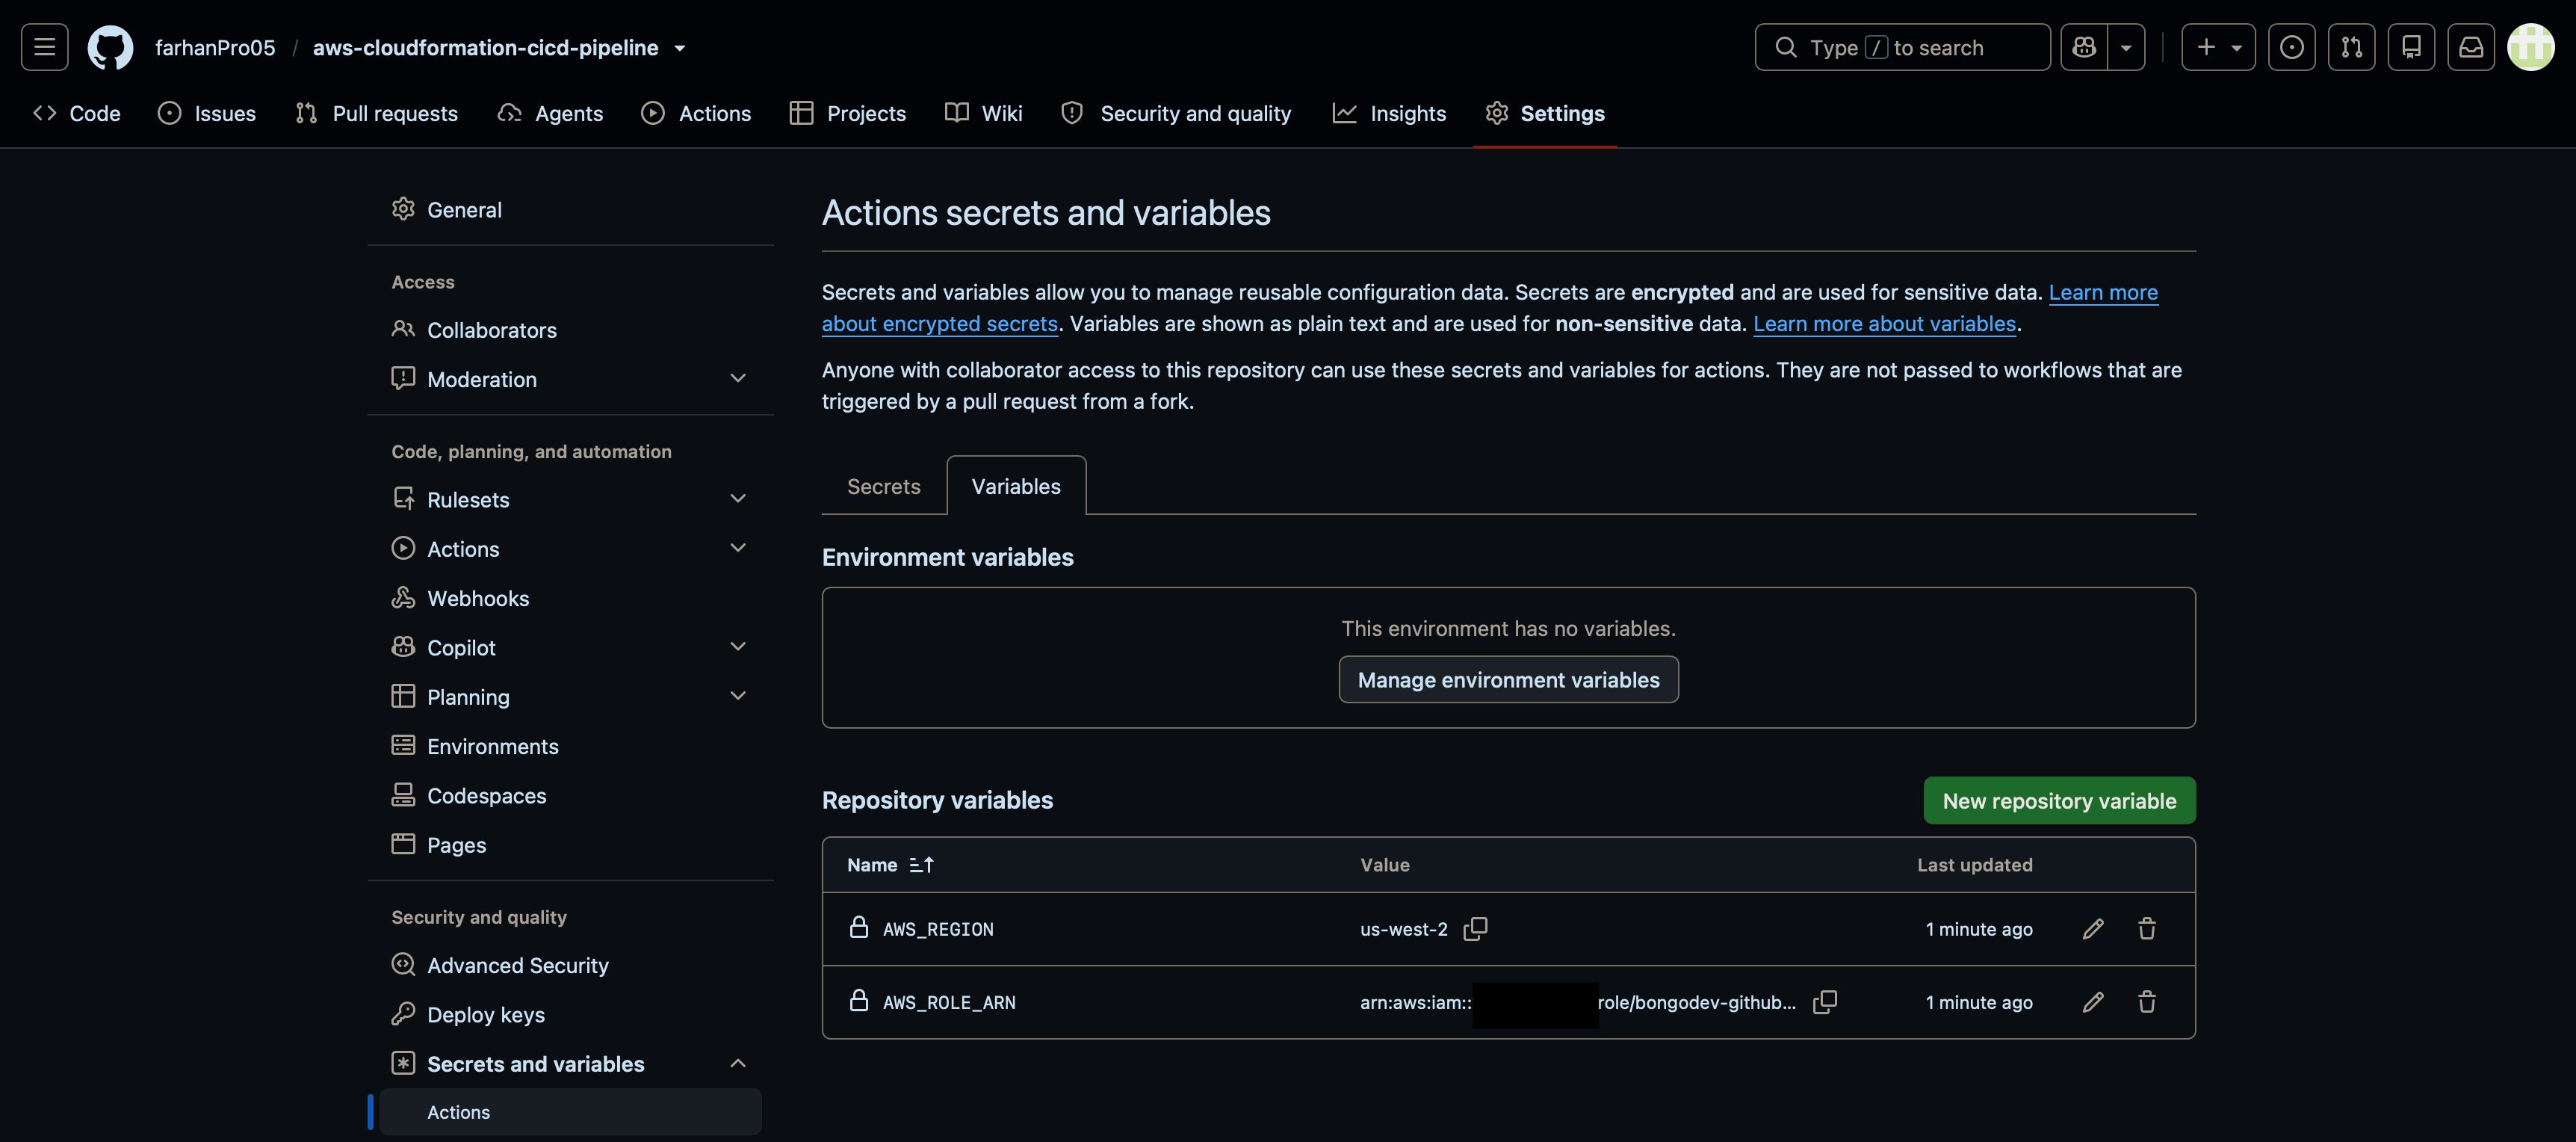 farhanPro05 / aws-cloudformation-cicd-pipeline
Type / to search
Code Issues Pull requests Agents Actions Projects Wiki Security and quality Insights Settings
General
Access
Collaborators
Moderation
Code, planning, and automation
Rulesets
Actions
Webhooks
Copilot
Planning
Environments
Codespaces
Pages
Security and quality
Advanced Security
Deploy keys
Secrets and variables
Actions
Actions secrets and variables
Secrets and variables allow you to manage reusable configuration data. Secrets are encrypted and are used for sensitive data. Learn more
about encrypted secrets. Variables are shown as plain text and are used for non-sensitive data. Learn more about variables.
Anyone with collaborator access to this repository can use these secrets and variables for actions. They are not passed to workflows that are
triggered by a pull request from a fork.
Secrets Variables
Environment variables
This environment has no variables.
Manage environment variables
Repository variables
New repository variable
Name Value Last updated
AWS_REGION us-west-2 1 minute ago
AWS_ROLE_ARN arn:aws:iam:: role/bongodev-github... 1 minute ago